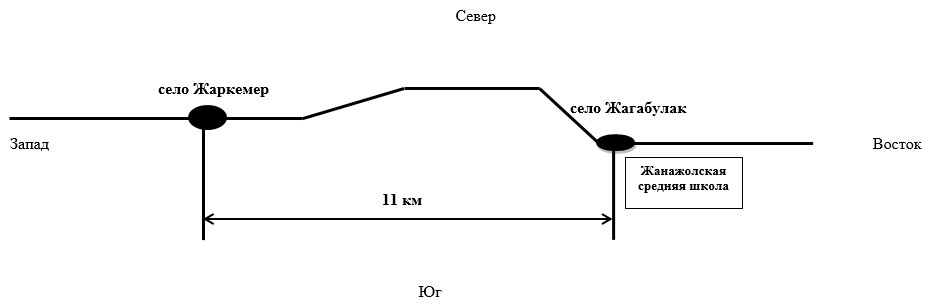 Север
село Жаркемер
село Жагабулак
Запад
Восток
Жанажолская
средняя школа
11 км
Юг